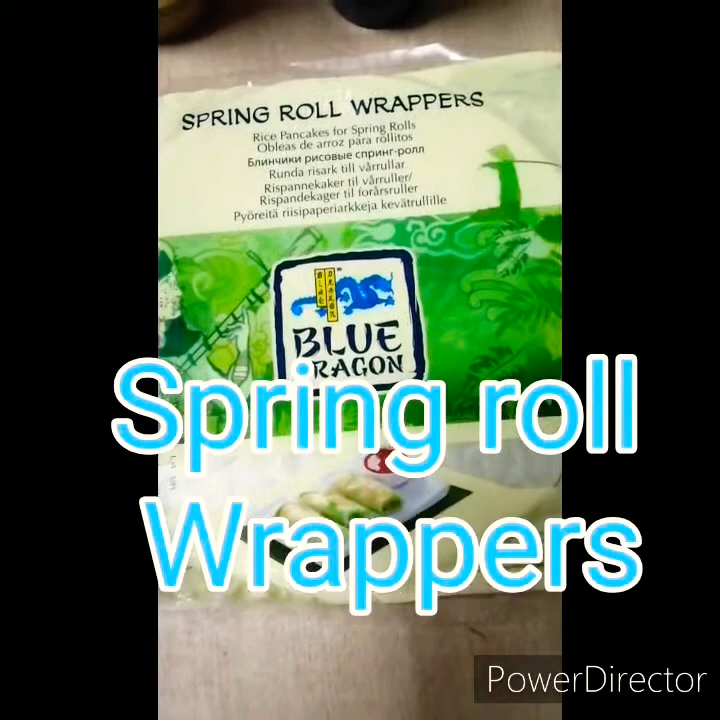 SPRING ROLL WRAPPERS
Rice Pancakes for Spring Rolls
Obleas de arroz para rollitos
Блинчики рисовые спринг-ролл
Runda risark till vårrullar
Rispannekaker til vårruller/
Rispandekager til forårsruller
Pyöreitä riisipaperiarkkeja kevätrullille
BLUE
DRAGON
Spring roll
Wrappers
PowerDirector